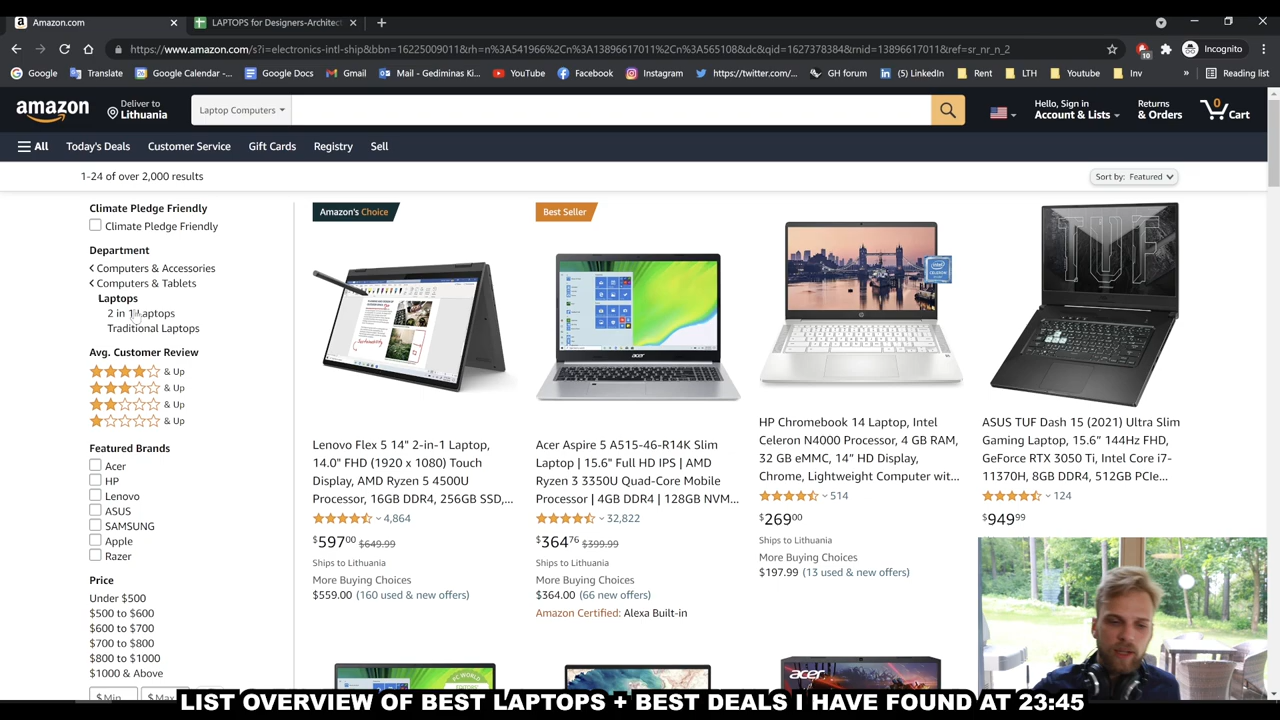 Amazon.com
LAPTOPS for Designers-Architect
https://www.amazon.com/s?i=electronics-intl-ship&bbn=16225009011&rh=n%3A541966%2Cn%3A13896617011%2Cn%3A565108&dc&qid=1627378384&rnid=13896617011&ref=sr_nr_n_2
10
Incognito
Google
Translate
Google Calendar -...
Google Docs
Gmail
Mail - Gediminas Ki...
YouTube
Facebook
Instagram
https://twitter.com/...
GH forum
(5) LinkedIn
Rent
LTH
Youtube
Inv
Reading list
amazon
Deliver to
Lithuania
Laptop Computers
Hello, Sign in
Account & Lists
Returns
& Orders
0
Cart
All
Today's Deals
Customer Service
Gift Cards
Registry
Sell
1-24 of over 2,000 results
Sort by: Featured
Climate Pledge Friendly
Climate Pledge Friendly
Department
Computers & Accessories
Computers & Tablets
Laptops
2 in 1 Laptops
Traditional Laptops
Avg. Customer Review
& Up
& Up
& Up
& Up
Featured Brands
Acer
HP
Lenovo
ASUS
SAMSUNG
Apple
Razer
Price
Under $500
$500 to $600
$600 to $700
$700 to $800
$800 to $1000
$1000 & Above
$ Min
$ Max
Amazon's Choice
Lenovo Flex 5 14" 2-in-1 Laptop,
14.0" FHD (1920 x 1080) Touch
Display, AMD Ryzen 5 4500U
Processor, 16GB DDR4, 256GB SSD,...
4,864
$59700 $649.99
Ships to Lithuania
More Buying Choices
$559.00 (160 used & new offers)
Best Seller
acer
Acer Aspire 5 A515-46-R14K Slim
Laptop | 15.6" Full HD IPS | AMD
Ryzen 3 3350U Quad-Core Mobile
Processor | 4GB DDR4 | 128GB NVM...
32,822
$36476 $399.99
Ships to Lithuania
More Buying Choices
$364.00 (66 new offers)
Amazon Certified: Alexa Built-in
HP Chromebook 14 Laptop, Intel
Celeron N4000 Processor, 4 GB RAM,
32 GB eMMC, 14" HD Display,
Chrome, Lightweight Computer wit...
514
$26900
Ships to Lithuania
More Buying Choices
$197.99 (13 used & new offers)
TUF
ASUS TUF Dash 15 (2021) Ultra Slim
Gaming Laptop, 15.6" 144Hz FHD,
GeForce RTX 3050 Ti, Intel Core i7-
11370H, 8GB DDR4, 512GB PCIe...
124
$94999
acer
LIST OVERVIEW OF BEST LAPTOPS + BEST DEALS I HAVE FOUND AT 23:45